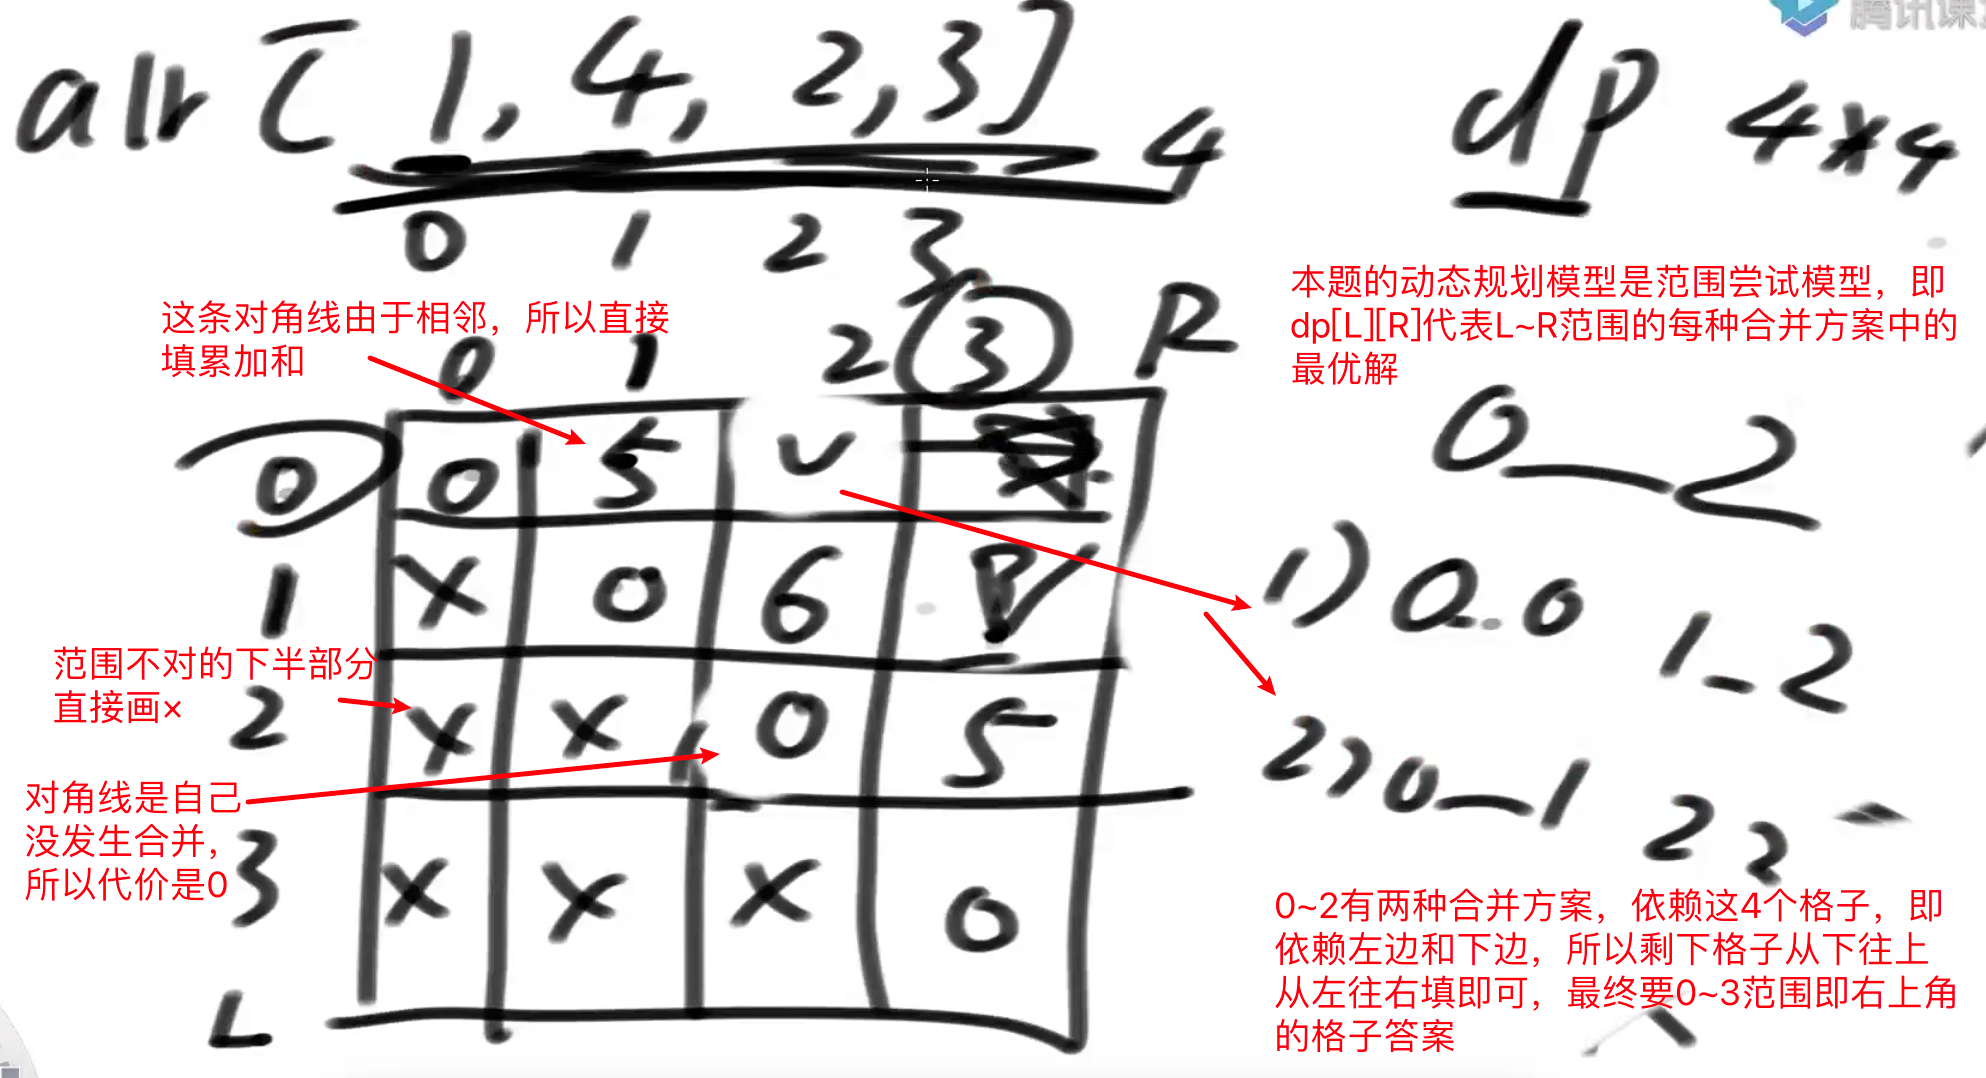 腾讯课
arr [1, 4, 2, 3] 4
dp 4×4
0 1 2 3
本题的动态规划模型是范围尝试模型，即
dp[L][R]代表L~R范围的每种合并方案中的
最优解
这条对角线由于相邻，所以直接
填累加和
0 1 2 3 R
0 0 5
1 × 0 6
范围不对的下半部分
直接画×
2 × × 0 5
对角线是自己
没发生合并，
所以代价是0
3 × × × 0
L
0—2
1) 0..0 1-2
2) 0—1 2 2
0~2有两种合并方案，依赖这4个格子，即
依赖左边和下边，所以剩下格子从下往上
从左往右填即可，最终要0~3范围即右上角
的格子答案